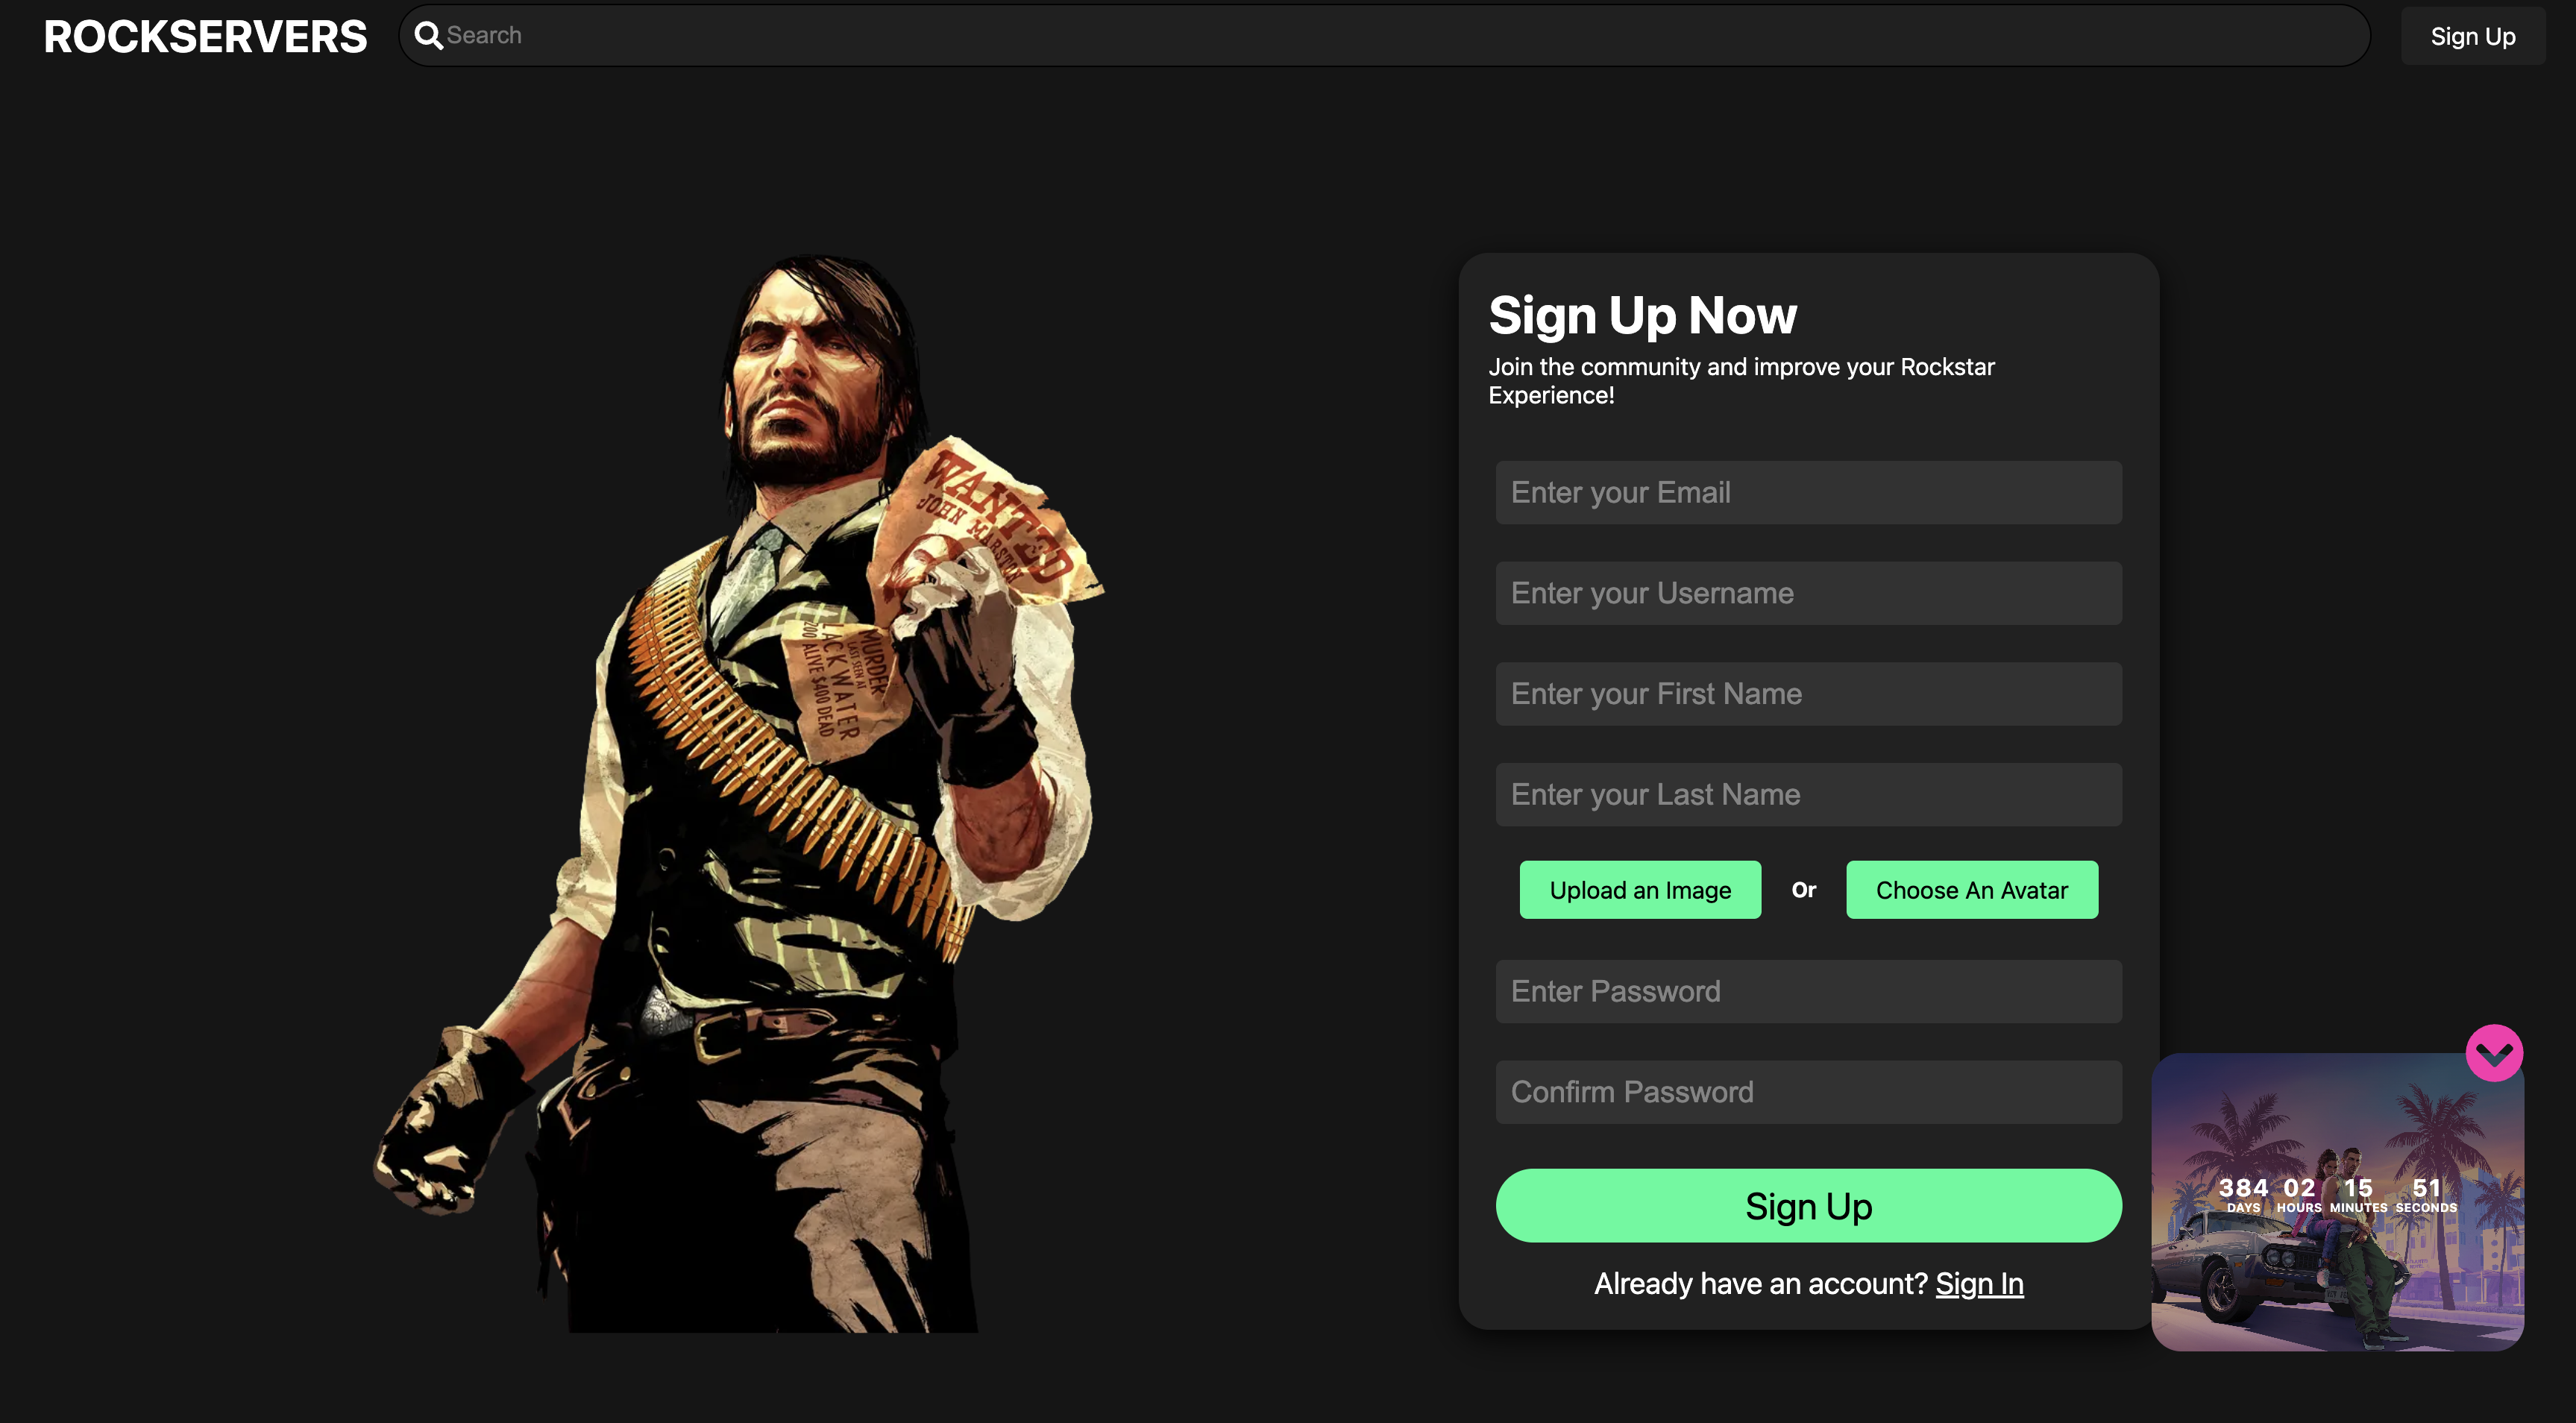 ROCKSERVERS
Search
Sign Up
WANTED
JOHN MARSTON
MURDER
LAST SEEN AT
LACKWATER
200 ALIVE $400 DEAD
Sign Up Now
Join the community and improve your Rockstar
Experience!
Enter your Email
Enter your Username
Enter your First Name
Enter your Last Name
Upload an Image
Or
Choose An Avatar
Enter Password
Confirm Password
Sign Up
Already have an account? Sign In
384 02 15 51
DAYS HOURS MINUTES SECONDS